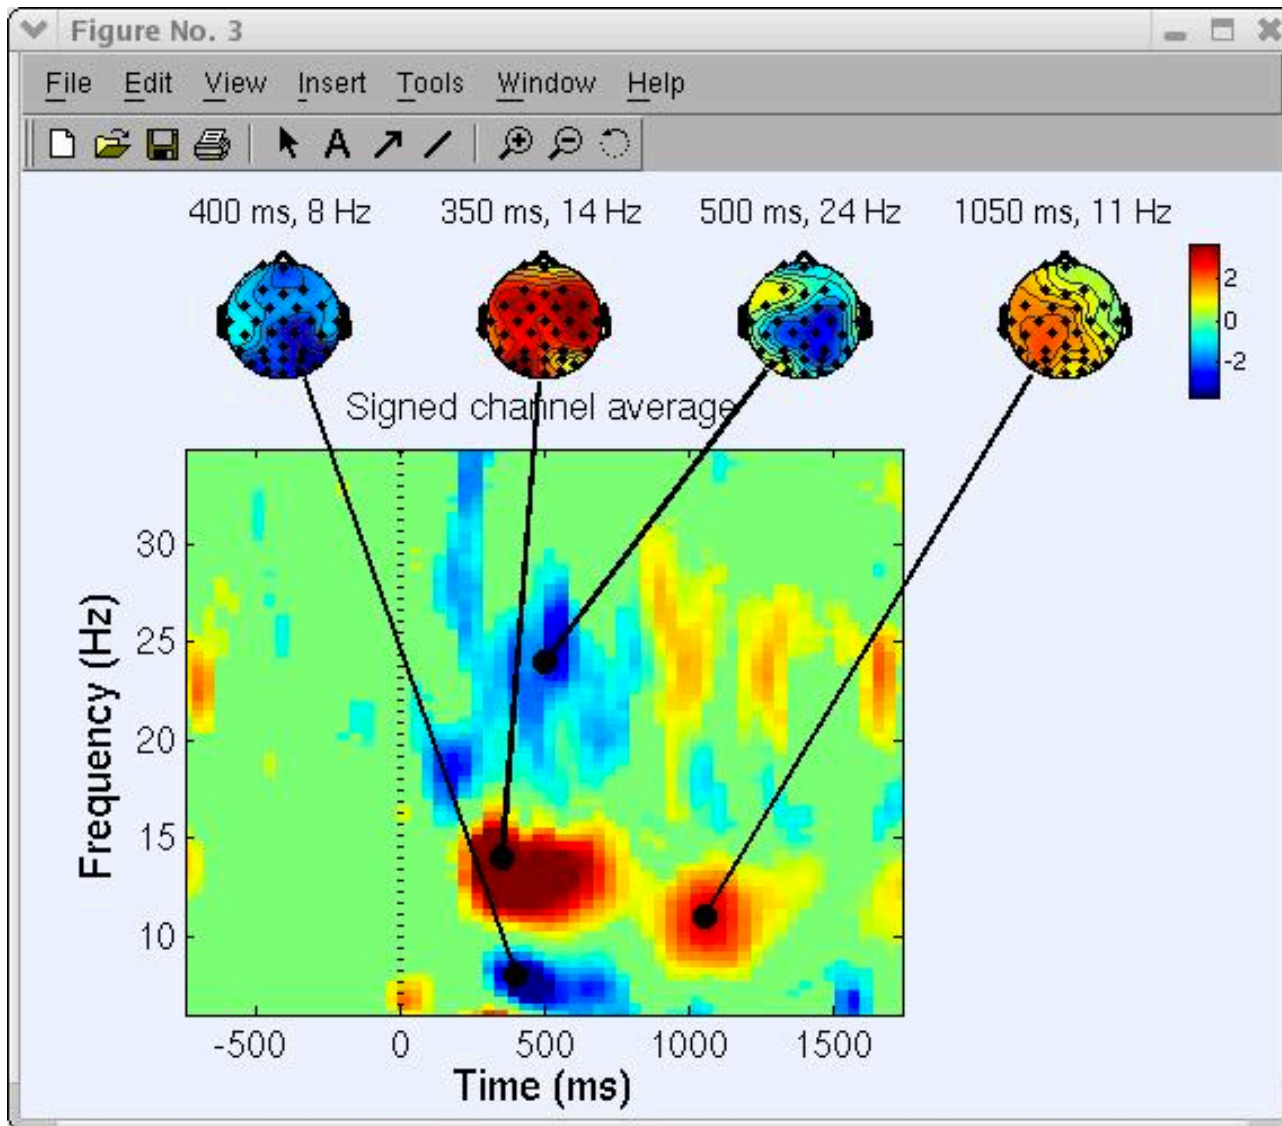 Figure No. 3
File Edit View Insert Tools Window Help
A
400 ms, 8 Hz 350 ms, 14 Hz 500 ms, 24 Hz 1050 ms, 11 Hz
2
0
-2
Signed channel average
30
25
20
15
10
Frequency (Hz)
-500 0 500 1000 1500
Time (ms)